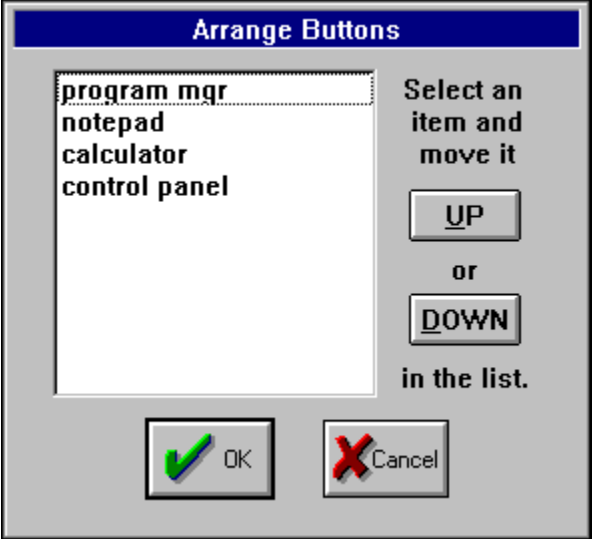 Arrange Buttons
program mgr
notepad
calculator
control panel
Select an
item and
move it
UP
or
DOWN
in the list.
OK
Cancel